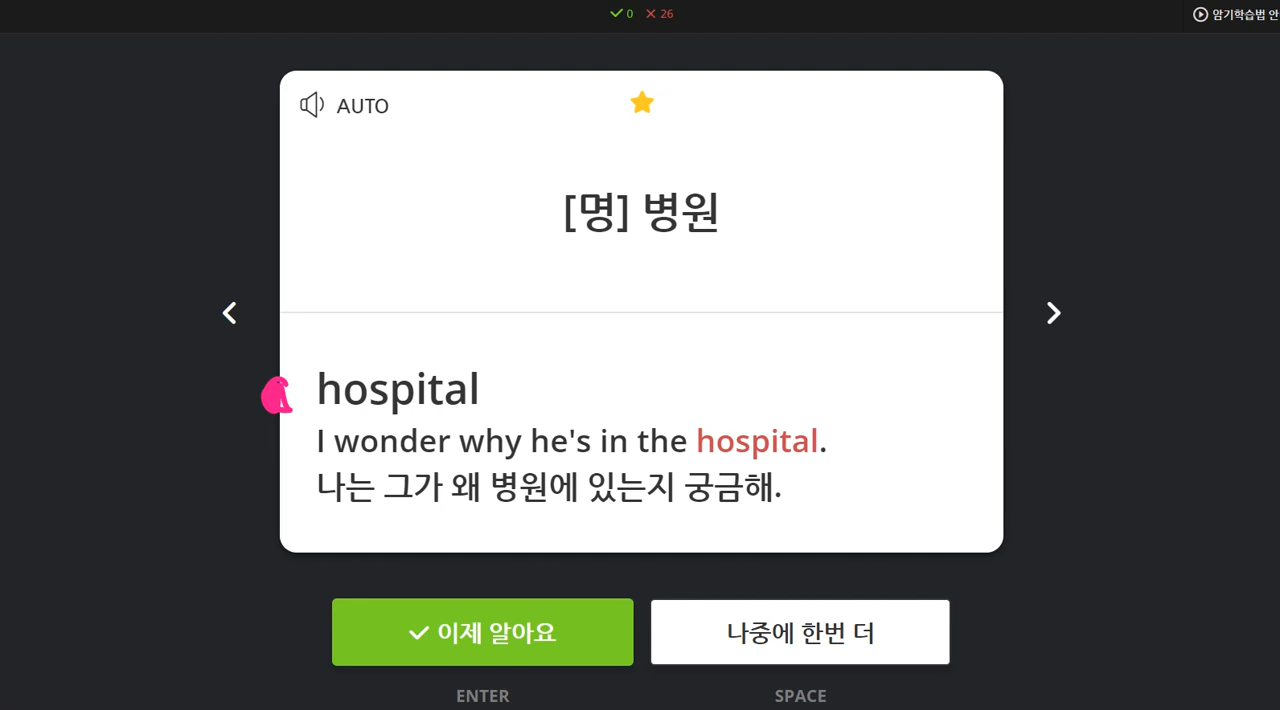 0 26
암기학습법 안
AUTO
[명] 병원
hospital
I wonder why he's in the hospital.
나는 그가 왜 병원에 있는지 궁금해.
이제 알아요 나중에 한번 더
ENTER SPACE